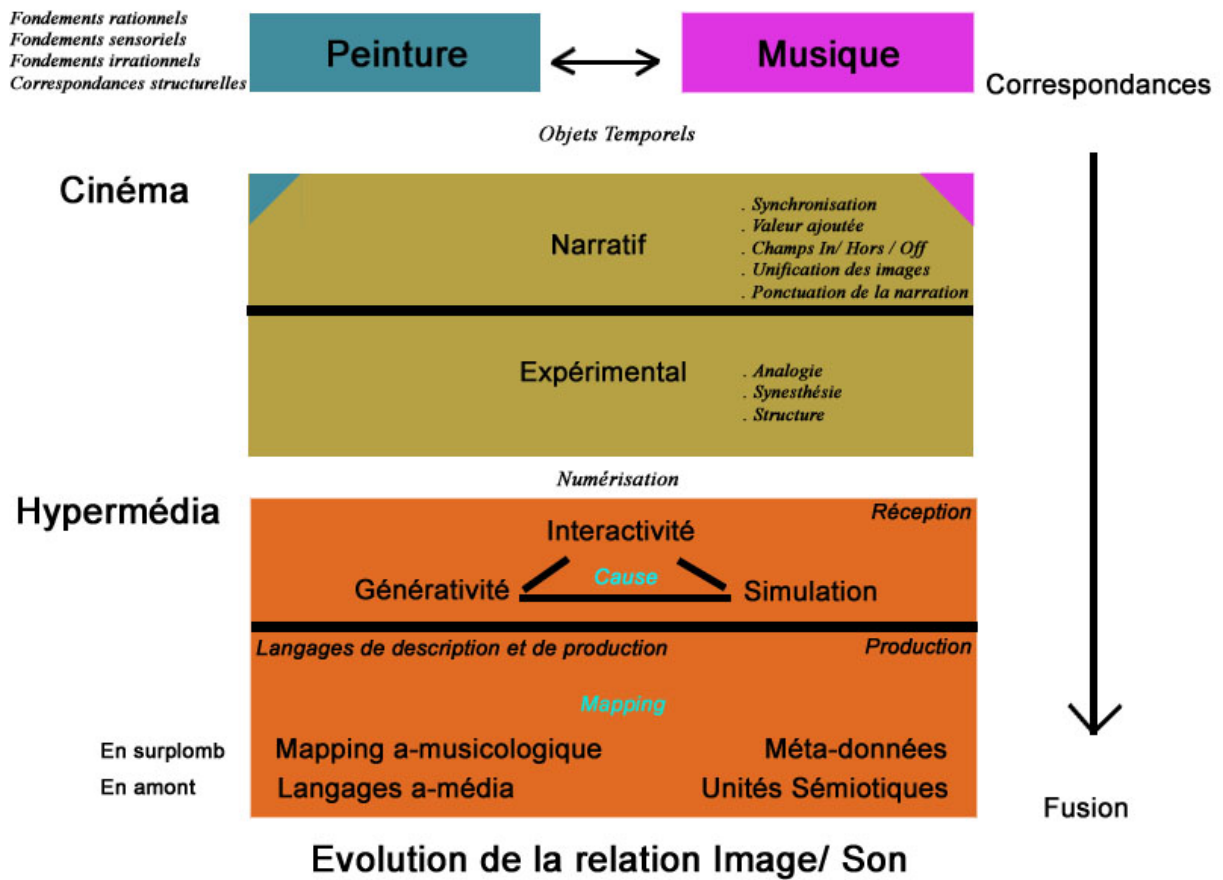 Fondements rationnels
Fondements sensoriels
Fondements irrationnels
Correspondances structurelles
Peinture
Musique
Correspondances
Objets Temporels
Cinéma
Narratif
. Synchronisation
. Valeur ajoutée
. Champs In/ Hors / Off
. Unification des images
. Ponctuation de la narration
Expérimental
. Analogie
. Synesthésie
. Structure
Numérisation
Hypermédia
Réception
Interactivité
Cause
Générativité
Simulation
Langages de description et de production
Production
Mapping
En surplomb
Mapping a-musicologique
Méta-données
En amont
Langages a-média
Unités Sémiotiques
Fusion
Evolution de la relation Image/ Son